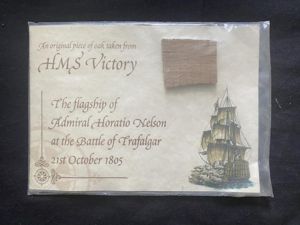 An original piece of oak taken from
HMS Victory
The flagship of
Admiral Horatio Nelson
at the Battle of Trafalgar
21st October 1805